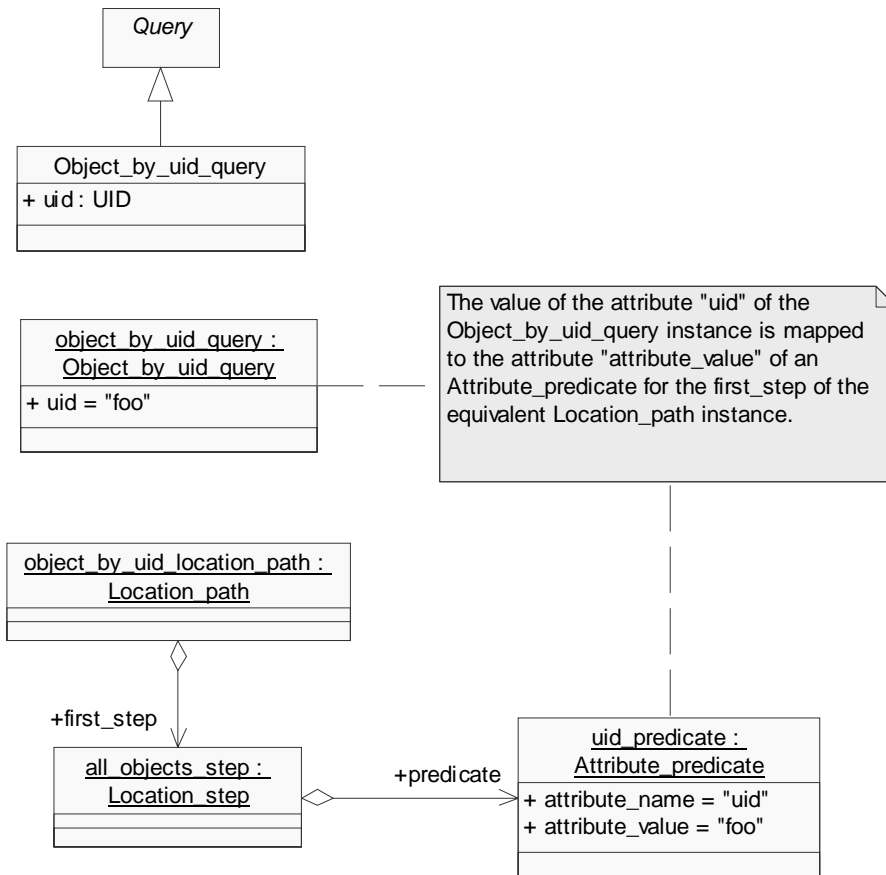 Query
Object_by_uid_query
+ uid : UID
object_by_uid_query :
Object_by_uid_query
+ uid = "foo"
The value of the attribute "uid" of the
Object_by_uid_query instance is mapped
to the attribute "attribute_value" of an
Attribute_predicate for the first_step of the
equivalent Location_path instance.
object_by_uid_location_path :
Location_path
+first_step
all_objects_step :
Location_step
+predicate
uid_predicate :
Attribute_predicate
+ attribute_name = "uid"
+ attribute_value = "foo"